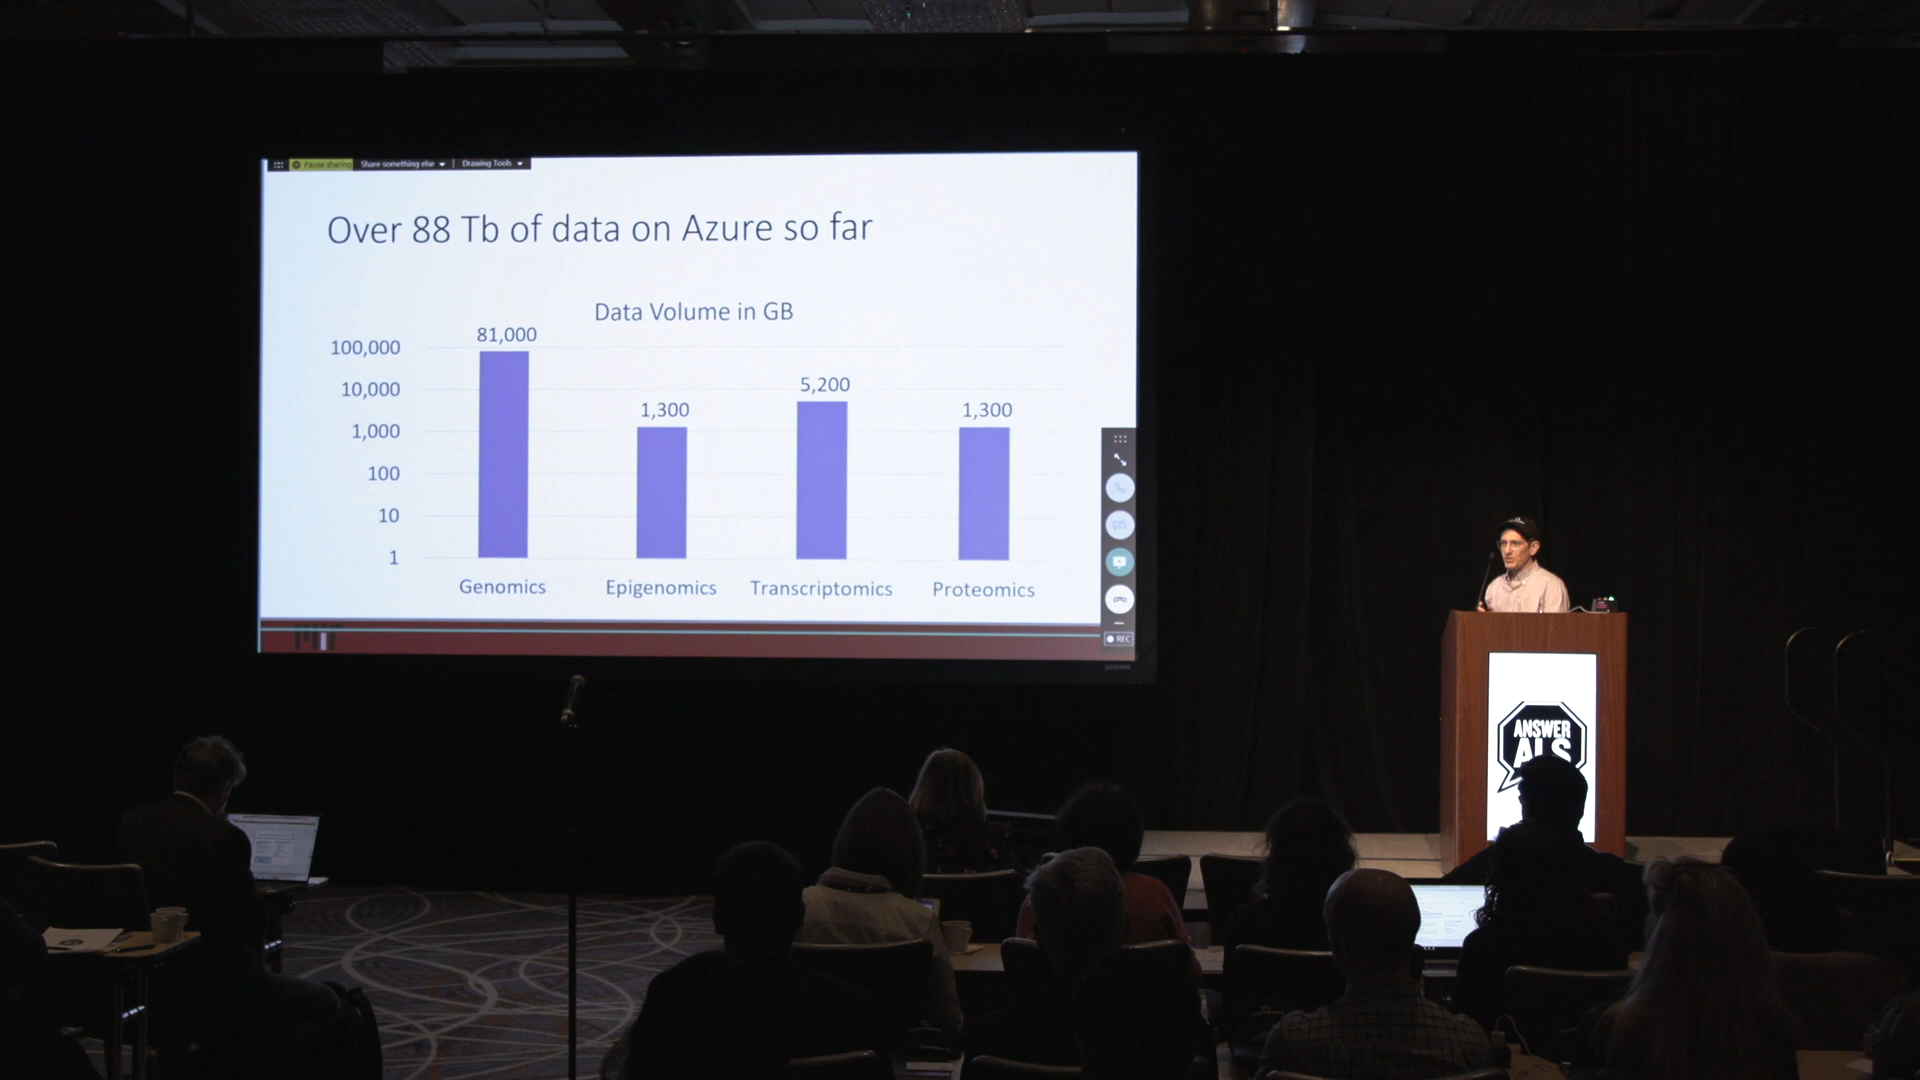 Pause sharing Share something else Drawing Tools
Over 88 Tb of data on Azure so far
Data Volume in GB
81,000
100,000
10,000
5,200
1,300
1,300
1,000
100
10
1
Genomics Epigenomics Transcriptomics Proteomics
REC
ANSWER
ALS